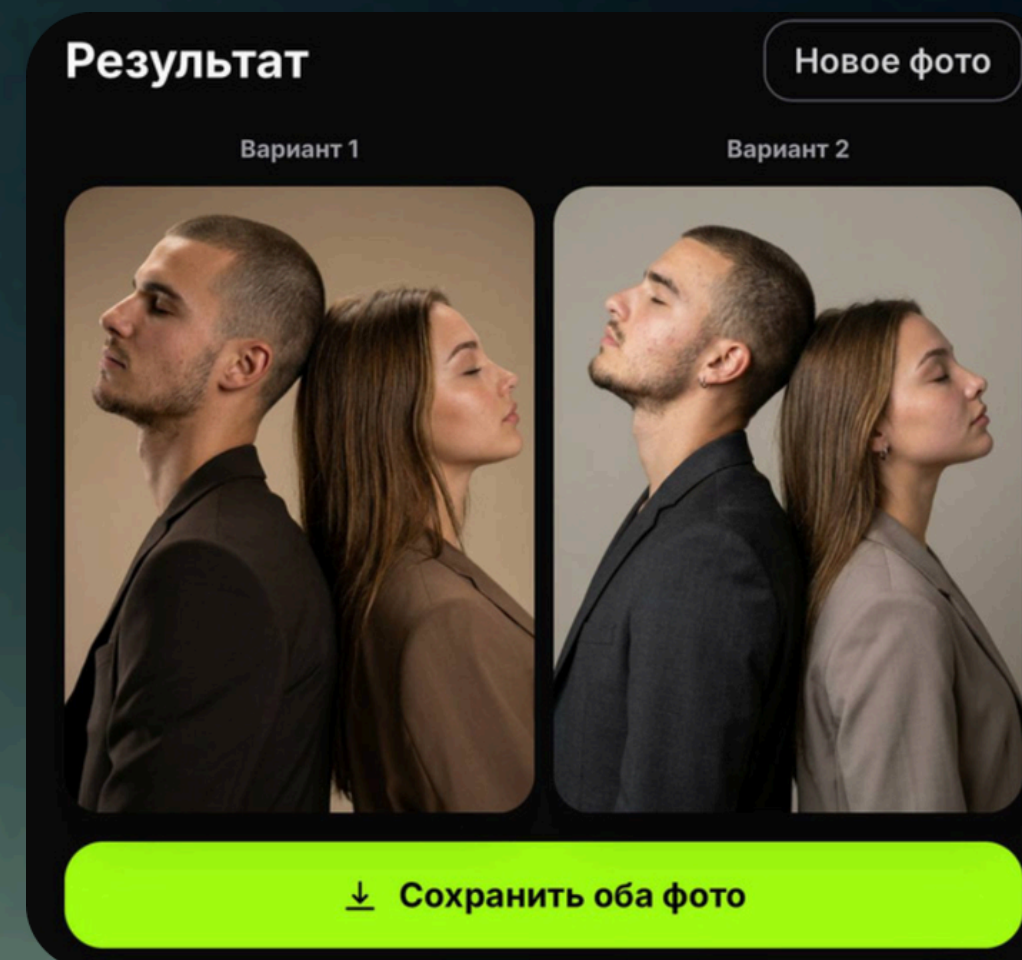 Результат
Новое фото
Вариант 1
Вариант 2
Сохранить оба фото